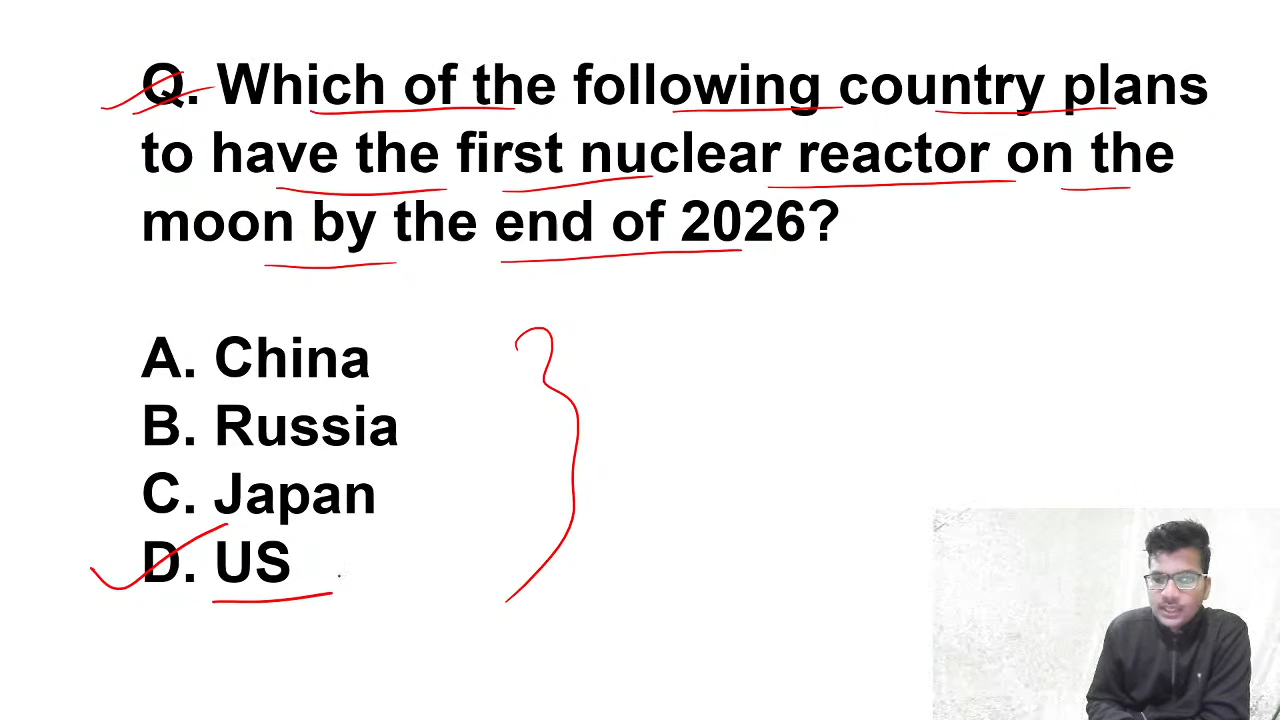 Q. Which of the following country plans
to have the first nuclear reactor on the
moon by the end of 2026?
A. China
B. Russia
C. Japan
D. US